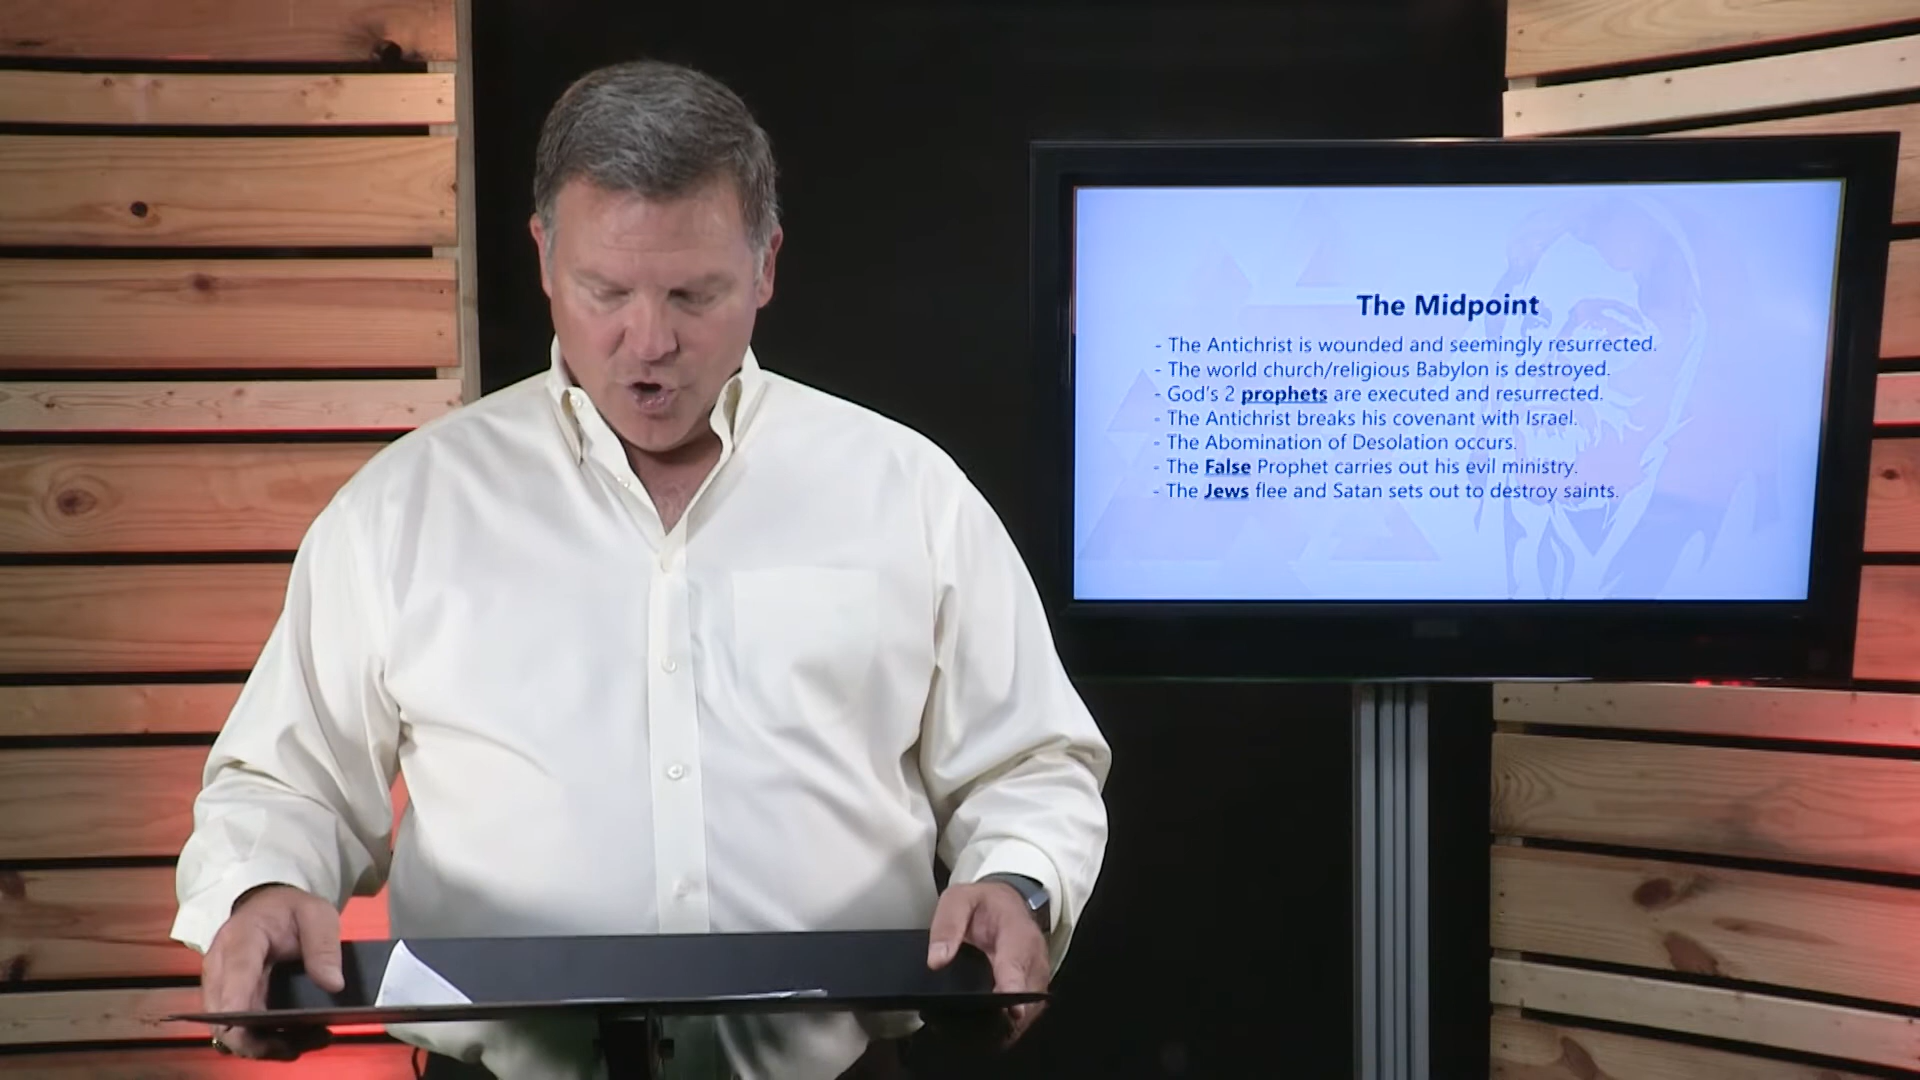 The Midpoint
- The Antichrist is wounded and seemingly resurrected.
- The world church/religious Babylon is destroyed.
- God's 2 prophets are executed and resurrected.
- The Antichrist breaks his covenant with Israel.
- The Abomination of Desolation occurs.
- The False Prophet carries out his evil ministry.
- The Jews flee and Satan sets out to destroy saints.